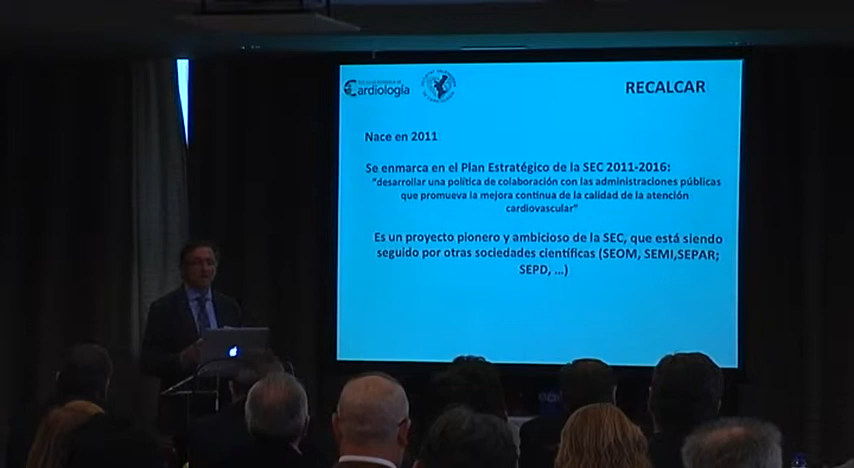 Cardiología
RECALCAR
Nace en 2011
Se enmarca en el Plan Estratégico de la SEC 2011-2016:
"desarrollar una política de colaboración con las administraciones públicas
que promueva la mejora continua de la calidad de la atención
cardiovascular"
Es un proyecto pionero y ambicioso de la SEC, que está siendo
seguido por otras sociedades científicas (SEOM, SEMI,SEPAR;
SEPD, ...)